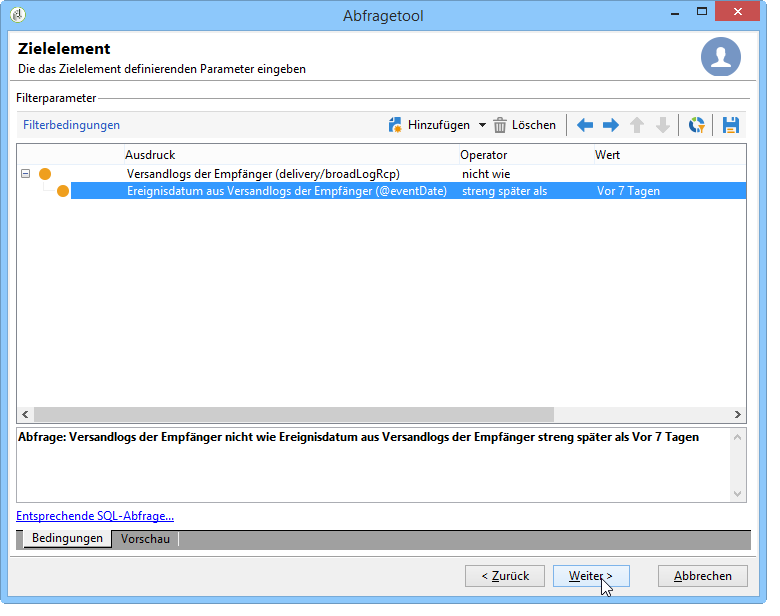 Abfragetool
Zielelement
Die das Zielelement definierenden Parameter eingeben
Filterparameter
Filterbedingungen Hinzufügen Löschen
Ausdruck Operator Wert
Versandlogs der Empfänger (delivery/broadLogRcp) nicht wie
Ereignisdatum aus Versandlogs der Empfänger (@eventDate) streng später als Vor 7 Tagen
Abfrage: Versandlogs der Empfänger nicht wie Ereignisdatum aus Versandlogs der Empfänger streng später als Vor 7 Tagen
Entsprechende SQL-Abfrage...
Bedingungen Vorschau
< Zurück Weiter > Abbrechen